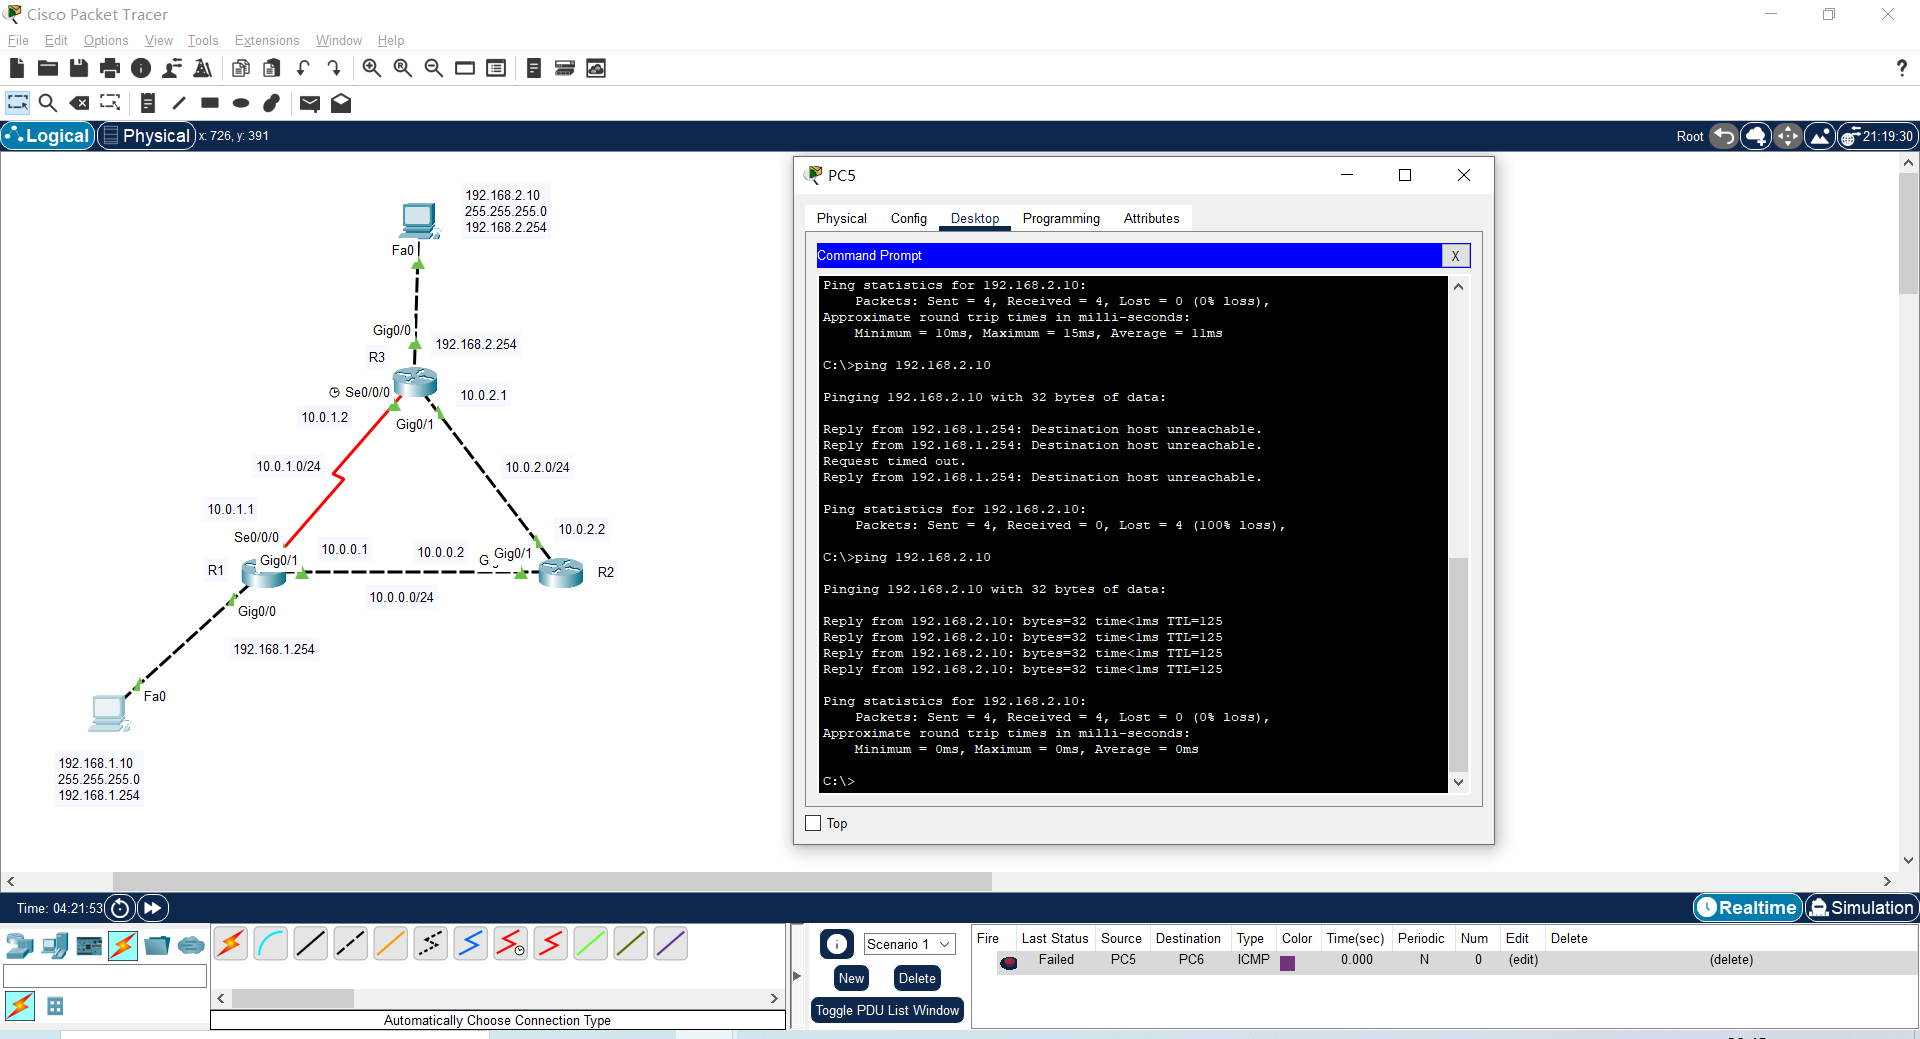 Cisco Packet Tracer
File Edit Options View Tools Extensions Window Help
?
Logical Physical x: 726, y: 391 Root 21:19:30
192.168.2.10
255.255.255.0
192.168.2.254
Fa0
Gig0/0
192.168.2.254
R3
Se0/0/0
10.0.2.1
10.0.1.2
Gig0/1
10.0.1.0/24
10.0.2.0/24
10.0.1.1
10.0.2.2
Se0/0/0
Gig0/1
10.0.0.1
10.0.0.2
Gig0/1
R1
R2
10.0.0.0/24
Gig0/0
192.168.1.254
Fa0
192.168.1.10
255.255.255.0
192.168.1.254
PC5
Physical Config Desktop Programming Attributes
Command Prompt X
Ping statistics for 192.168.2.10:
Packets: Sent = 4, Received = 4, Lost = 0 (0% loss),
Approximate round trip times in milli-seconds:
Minimum = 10ms, Maximum = 15ms, Average = 11ms
C:\>ping 192.168.2.10
Pinging 192.168.2.10 with 32 bytes of data:
Reply from 192.168.1.254: Destination host unreachable.
Reply from 192.168.1.254: Destination host unreachable.
Request timed out.
Reply from 192.168.1.254: Destination host unreachable.
Ping statistics for 192.168.2.10:
Packets: Sent = 4, Received = 0, Lost = 4 (100% loss),
C:\>ping 192.168.2.10
Pinging 192.168.2.10 with 32 bytes of data:
Reply from 192.168.2.10: bytes=32 time<1ms TTL=125
Reply from 192.168.2.10: bytes=32 time<1ms TTL=125
Reply from 192.168.2.10: bytes=32 time<1ms TTL=125
Reply from 192.168.2.10: bytes=32 time<1ms TTL=125
Ping statistics for 192.168.2.10:
Packets: Sent = 4, Received = 4, Lost = 0 (0% loss),
Approximate round trip times in milli-seconds:
Minimum = 0ms, Maximum = 0ms, Average = 0ms
C:\>
Top
Time: 04:21:53 Realtime Simulation
Scenario 1
New Delete
Toggle PDU List Window
Automatically Choose Connection Type
Fire Last Status Source Destination Type Color Time(sec) Periodic Num Edit Delete
Failed PC5 PC6 ICMP 0.000 N 0 (edit) (delete)